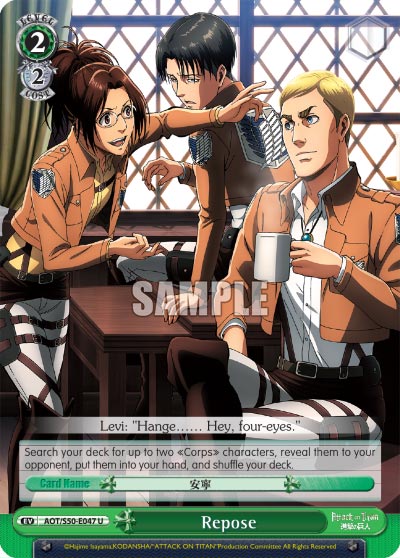 LEVEL
2
2
COST
SAMPLE
Levi: "Hange…… Hey, four-eyes."
Search your deck for up to two «Corps» characters, reveal them to your
opponent, put them into your hand, and shuffle your deck.
Card Name 安寧
EV AOT/S50-E047 U Repose
Attack on Titan
進撃の巨人
©Hajime Isayama,KODANSHA/"ATTACK ON TITAN"Production Committee All Rights Reserved